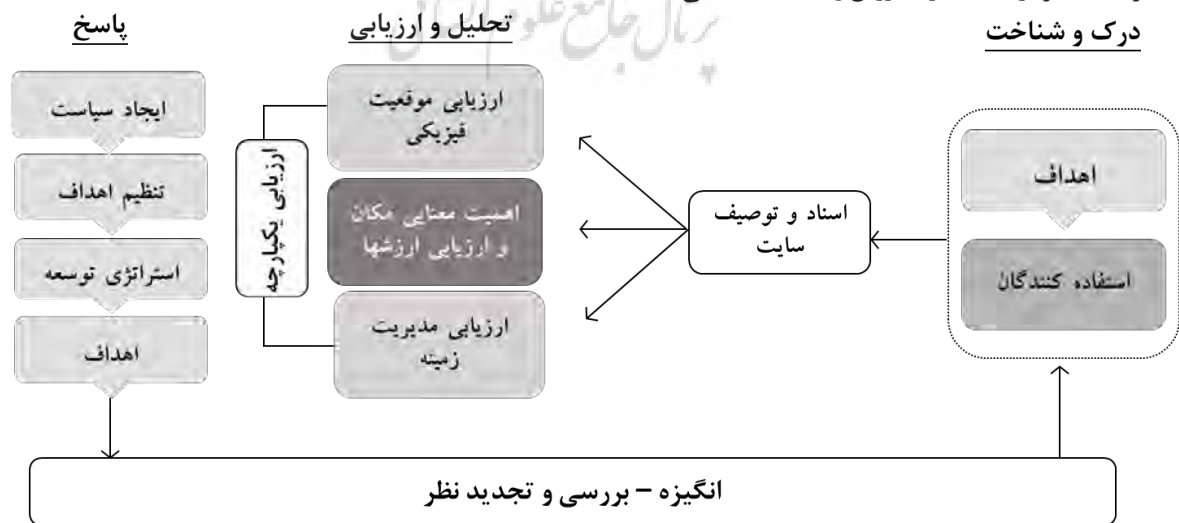 درک و شناخت
تحلیل و ارزیابی
پاسخ
اهداف
استفاده کنندگان
اسناد و توصیف
سایت
ارزیابی موقعیت
فیزیکی
اهمیت معنایی مکان
و ارزیابی ارزشها
ارزیابی مدیریت
زمینه
ارزیابی یکپارچه
ایجاد سیاست
تنظیم اهداف
استراتژی توسعه
اهداف
انگیزه – بررسی و تجدید نظر